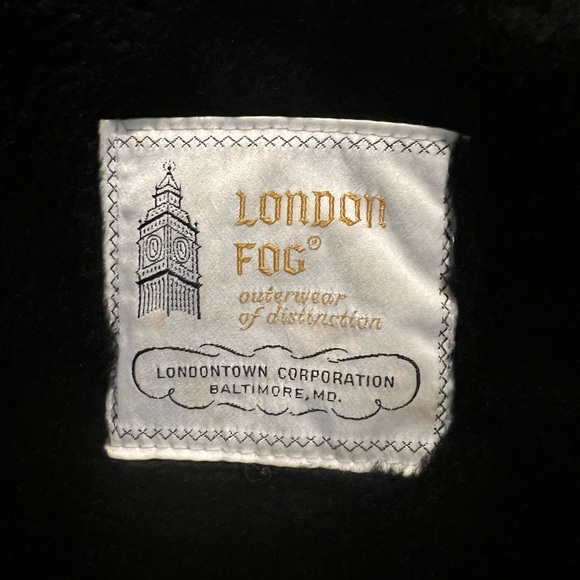 LONDON
FOG®
outerwear
of distinction
LONDONTOWN CORPORATION
BALTIMORE, MD.